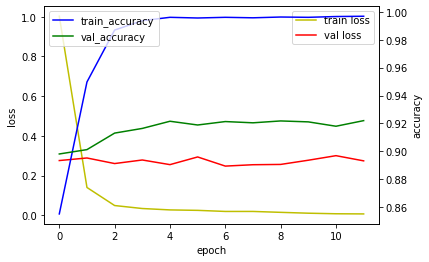 train_accuracy
val_accuracy
train loss
val loss
1.0
0.8
0.6
0.4
0.2
0.0
loss
1.00
0.98
0.96
0.94
0.92
0.90
0.88
0.86
accuracy
0 2 4 6 8 10
epoch